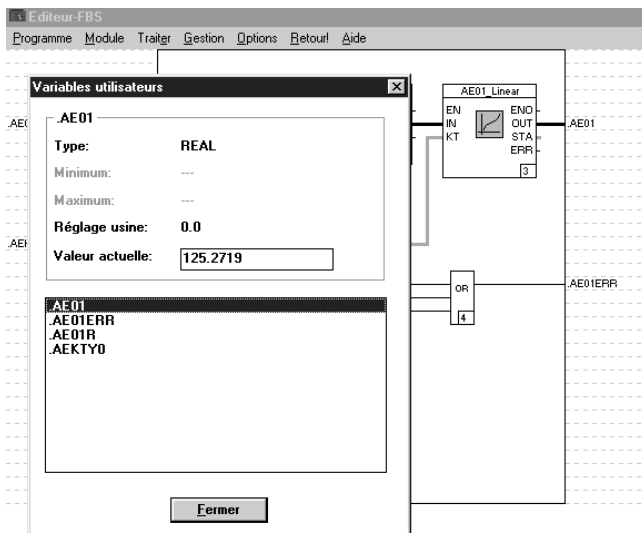 Editeur-FBS
Programme Module Traiter Gestion Options Retour! Aide
Variables utilisateurs
.AE01
Type: REAL
Minimum: ---
Maximum: ---
Réglage usine: 0.0
Valeur actuelle: 125.2719
.AE01
.AE01ERR
.AE01R
.AEKTY0
Fermer
AE01_Linear
EN ENO
IN OUT
KT STA
ERR
3
.AE01
OR
4
.AE01ERR